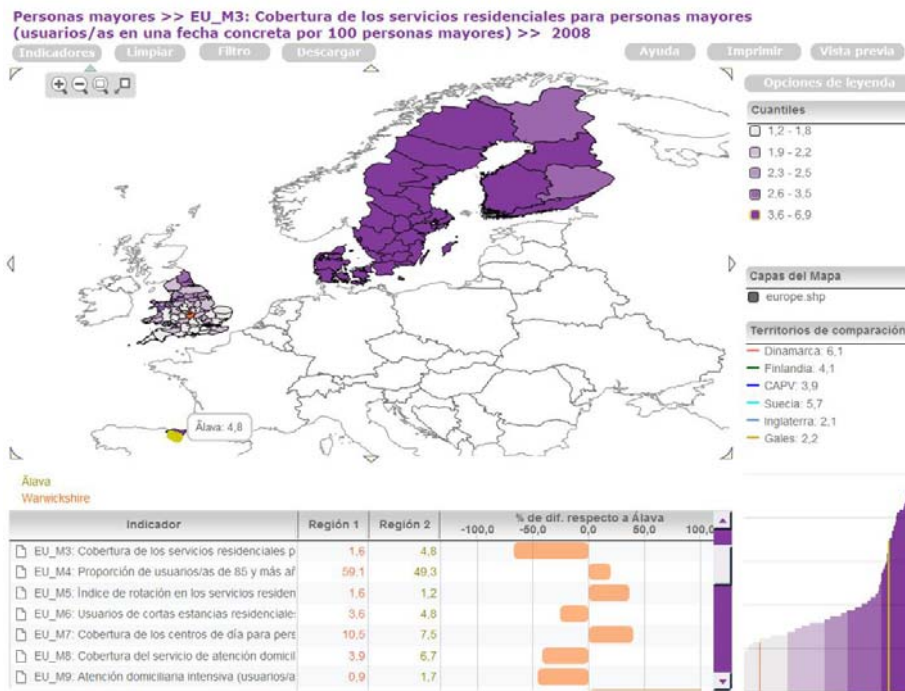 Personas mayores >> EU_M3: Cobertura de los servicios residenciales para personas mayores
(usuarios/as en una fecha concreta por 100 personas mayores) >> 2008
Indicadores Limpiar Filtro Descargar Ayuda Imprimir Vista previa
Opciones de leyenda
Cuantiles
1,2 - 1,8
1,9 - 2,2
2,3 - 2,5
2,6 - 3,5
3,6 - 6,9
Capas del Mapa
europe.shp
Territorios de comparación
Dinamarca: 6,1
Finlandia: 4,1
CAPV: 3,9
Suecia: 5,7
Inglaterra: 2,1
Gales: 2,2
Álava: 4,8
Álava
Warwickshire
Indicador Región 1 Región 2 % de dif. respecto a Álava
-100,0 -50,0 0,0 50,0 100,0
EU_M3: Cobertura de los servicios residenciales p 1,6 4,8
EU_M4: Proporción de usuarios/as de 85 y más añ 59,1 49,3
EU_M5: Índice de rotación en los servicios residen 1,6 1,2
EU_M6: Usuarios de cortas estancias residenciale 3,6 4,8
EU_M7: Cobertura de los centros de día para pers 10,5 7,5
EU_M8: Cobertura del servicio de atención domicil 3,9 6,7
EU_M9: Atención domiciliaria intensiva (usuarios/a 0,9 1,7